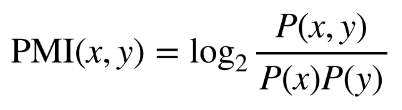 PMI(x, y) = log₂ P(x, y) / P(x)P(y)